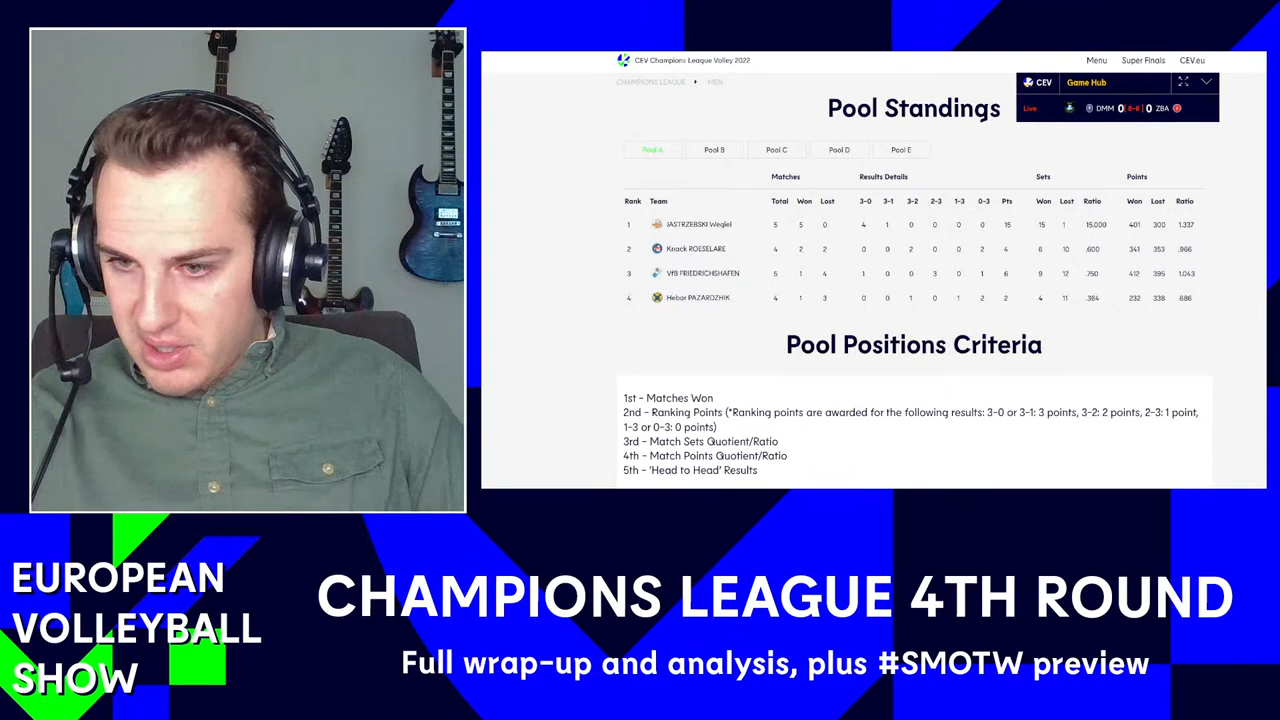 CEV Champions League Volley 2022
Menu Super Finals CEV.eu
CHAMPIONS LEAGUE MEN
CEV Game Hub
Live DMM 0 [8-6] 0 ZBA
Pool Standings
Pool A Pool B Pool C Pool D Pool E
Matches Results Details Sets Points
Rank Team Total Won Lost 3-0 3-1 3-2 2-3 1-3 0-3 Pts Won Lost Ratio Won Lost Ratio
1 JASTRZEBSKI Wegiel 5 5 0 4 1 0 0 0 0 15 15 1 15.000 401 300 1.337
2 Knack ROESELARE 4 2 2 0 0 2 0 0 2 4 6 10 .600 341 353 .966
3 VfB FRIEDRICHSHAFEN 5 1 4 1 0 0 3 0 1 6 9 12 .750 412 395 1.043
4 Hebar PAZARDZHIK 4 1 3 0 0 1 0 1 2 2 4 11 .364 232 338 .686
Pool Positions Criteria
1st - Matches Won
2nd - Ranking Points (*Ranking points are awarded for the following results: 3-0 or 3-1: 3 points, 3-2: 2 points, 2-3: 1 point,
1-3 or 0-3: 0 points)
3rd - Match Sets Quotient/Ratio
4th - Match Points Quotient/Ratio
5th - 'Head to Head' Results
EUROPEAN
VOLLEYBALL
SHOW
CHAMPIONS LEAGUE 4TH ROUND
Full wrap-up and analysis, plus #SMOTW preview